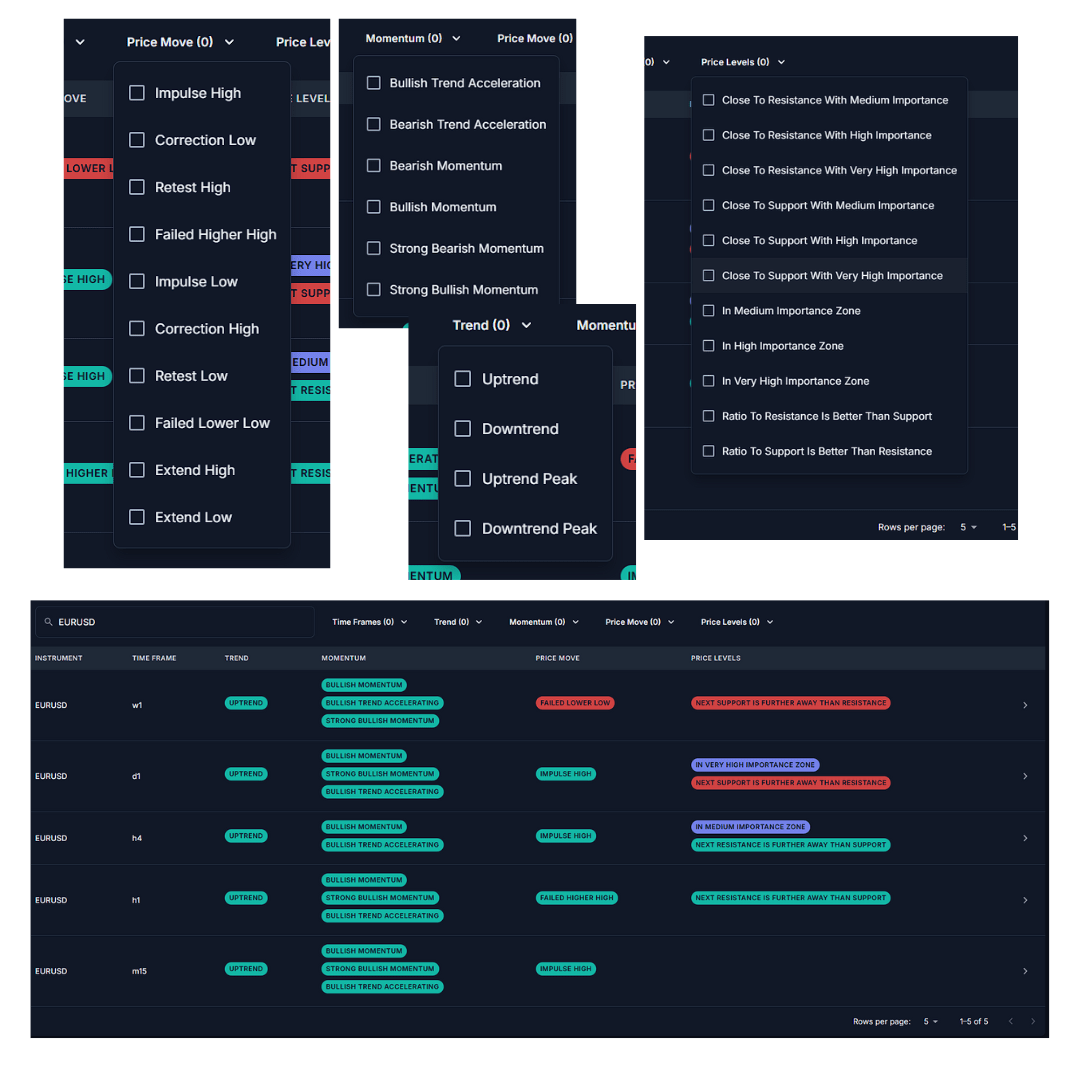 Price Move (0)
Price Lev
OVE
E LEVEL
Impulse High
Correction Low
LOWER L
T SUPP
Retest High
Failed Higher High
SE HIGH
ERY HIG
Impulse Low
T SUPP
Correction High
EDIUM
SE HIGH
Retest Low
T RESIS
Failed Lower Low
HIGHER
Extend High
T RESIS
Extend Low
Momentum (0)
Price Move (0)
Bullish Trend Acceleration
Bearish Trend Acceleration
Bearish Momentum
Bullish Momentum
Strong Bearish Momentum
Strong Bullish Momentum
Trend (0)
Momentu
PR
Uptrend
Downtrend
ERAT
FA
Uptrend Peak
ENTU
Downtrend Peak
ENTUM
IM
0)
Price Levels (0)
Close To Resistance With Medium Importance
Close To Resistance With High Importance
Close To Resistance With Very High Importance
Close To Support With Medium Importance
Close To Support With High Importance
Close To Support With Very High Importance
In Medium Importance Zone
In High Importance Zone
In Very High Importance Zone
Ratio To Resistance Is Better Than Support
Ratio To Support Is Better Than Resistance
Rows per page: 5 1–5
EURUSD Time Frames (0) Trend (0) Momentum (0) Price Move (0) Price Levels (0)
INSTRUMENT TIME FRAME TREND MOMENTUM PRICE MOVE PRICE LEVELS
BULLISH MOMENTUM
EURUSD w1 UPTREND BULLISH TREND ACCELERATING FAILED LOWER LOW NEXT SUPPORT IS FURTHER AWAY THAN RESISTANCE
STRONG BULLISH MOMENTUM
BULLISH MOMENTUM IN VERY HIGH IMPORTANCE ZONE
EURUSD d1 UPTREND STRONG BULLISH MOMENTUM IMPULSE HIGH NEXT SUPPORT IS FURTHER AWAY THAN RESISTANCE
BULLISH TREND ACCELERATING
BULLISH MOMENTUM IN MEDIUM IMPORTANCE ZONE
EURUSD h4 UPTREND BULLISH TREND ACCELERATING IMPULSE HIGH NEXT RESISTANCE IS FURTHER AWAY THAN SUPPORT
BULLISH MOMENTUM
EURUSD h1 UPTREND STRONG BULLISH MOMENTUM FAILED HIGHER HIGH NEXT RESISTANCE IS FURTHER AWAY THAN SUPPORT
BULLISH TREND ACCELERATING
BULLISH MOMENTUM
EURUSD m15 UPTREND STRONG BULLISH MOMENTUM IMPULSE HIGH
BULLISH TREND ACCELERATING
Rows per page: 5 1–5 of 5